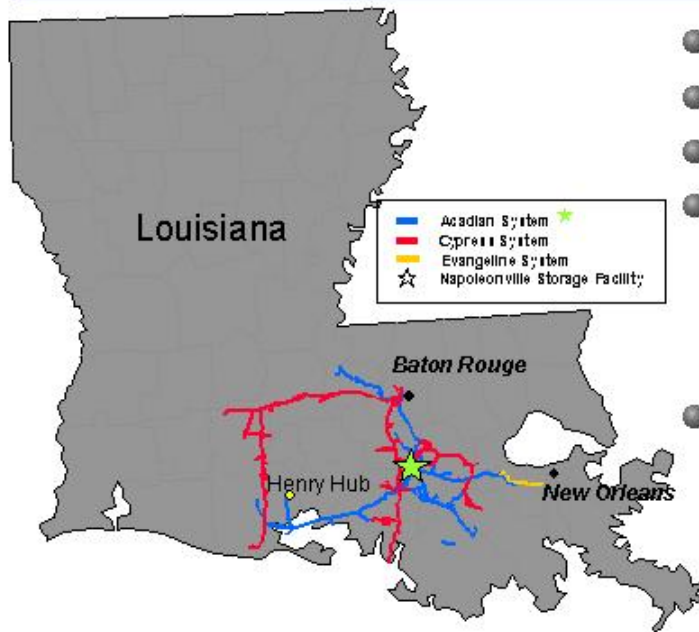 Louisiana
Acadian System
Cypress System
Evangeline System
Napoleonville Storage Facility
Baton Rouge
Henry Hub
New Orleans